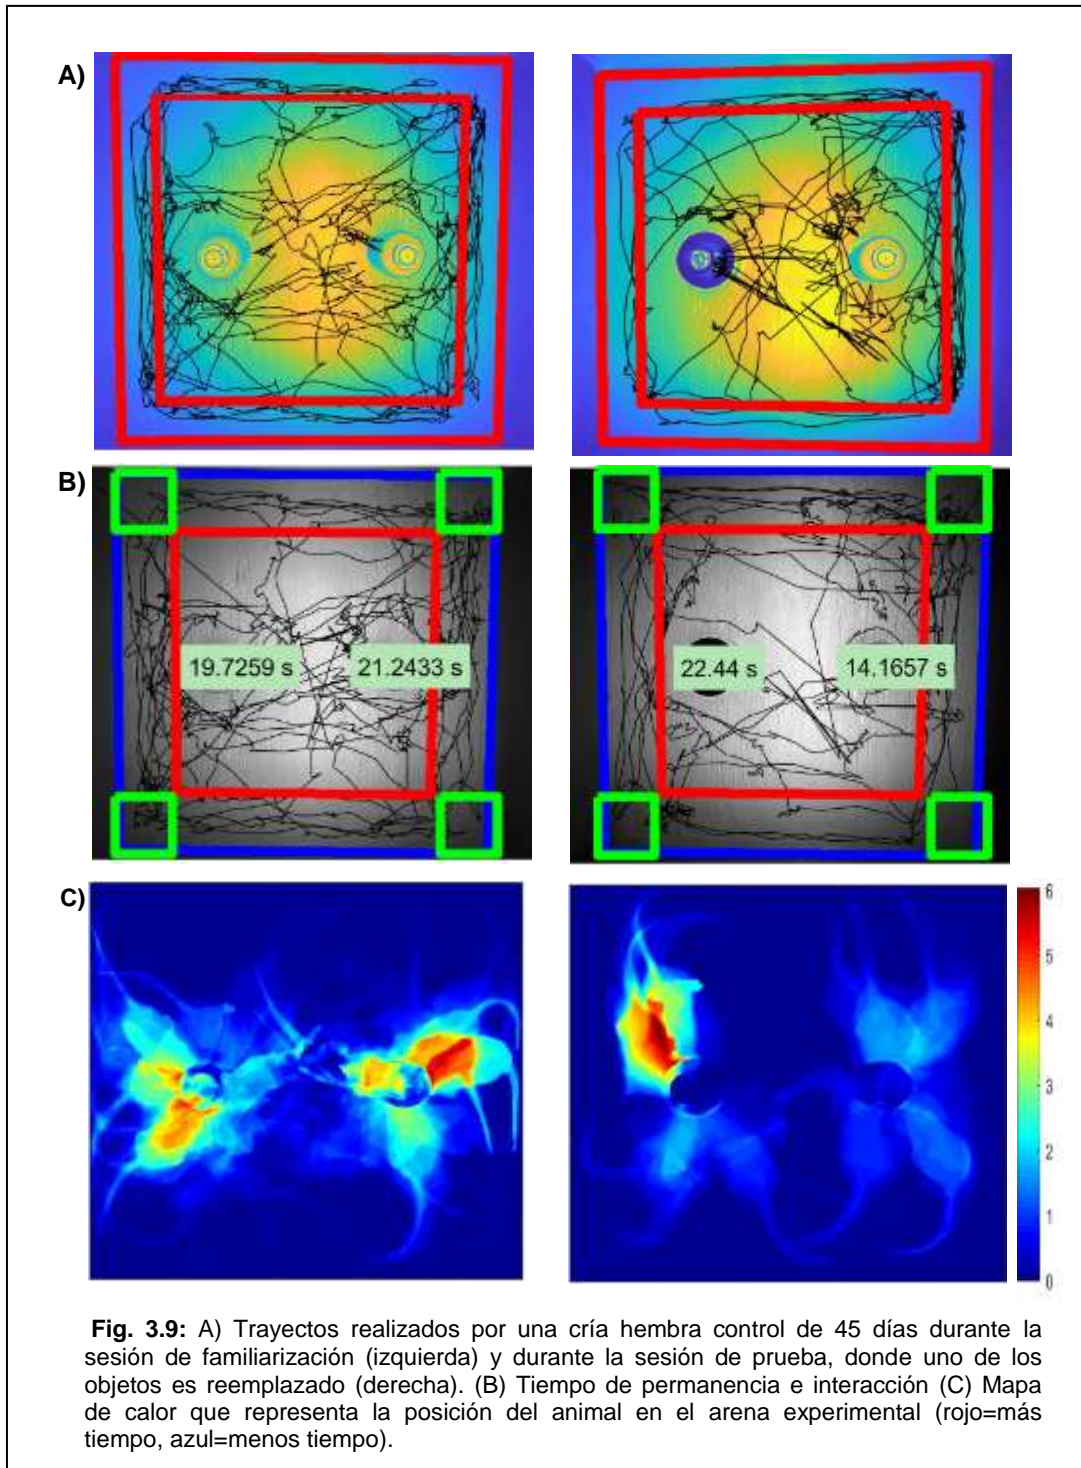 A)
B)
19.7259 s
21.2433 s
22.44 s
14.1657 s
C)
6
5
4
3
2
1
0
Fig. 3.9: A) Trayectos realizados por una cría hembra control de 45 días durante la
sesión de familiarización (izquierda) y durante la sesión de prueba, donde uno de los
objetos es reemplazado (derecha). (B) Tiempo de permanencia e interacción (C) Mapa
de calor que representa la posición del animal en el arena experimental (rojo=más
tiempo, azul=menos tiempo).